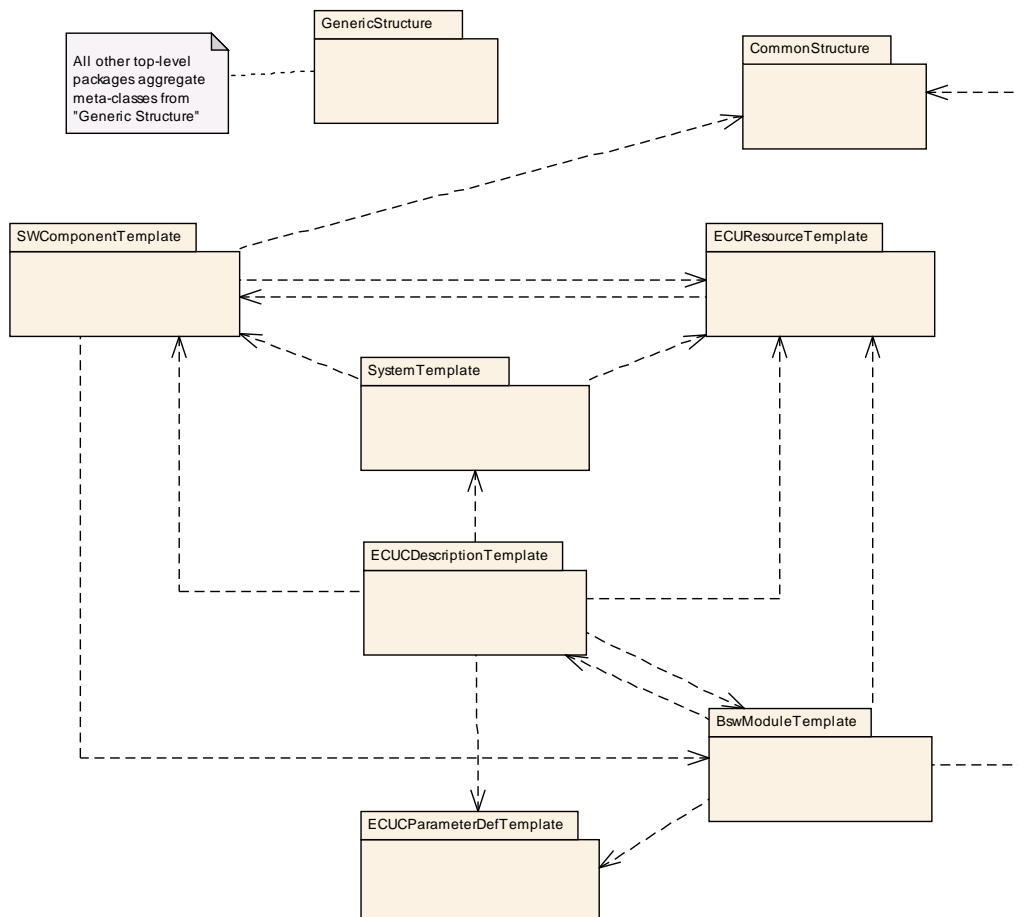 GenericStructure
CommonStructure
All other top-level
packages aggregate
meta-classes from
"Generic Structure"
SWComponentTemplate
ECUResourceTemplate
SystemTemplate
ECUCDescriptionTemplate
BswModuleTemplate
ECUCParameterDefTemplate